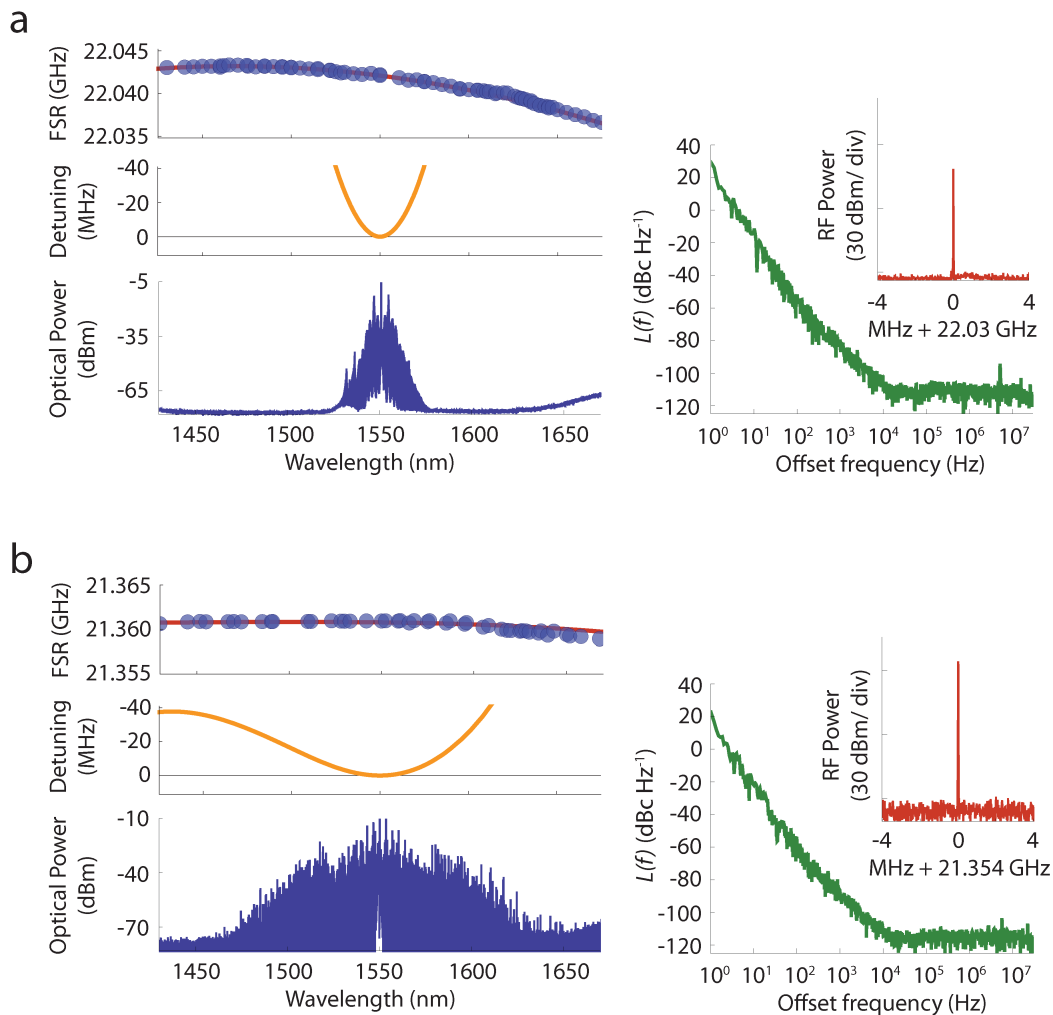 a
FSR (GHz)
22.045
22.040
22.035
Detuning
(MHz)
-40
-20
0
Optical Power
(dBm)
-5
-35
-65
1450 1500 1550 1600 1650
Wavelength (nm)
L(f) (dBc Hz⁻¹)
40
20
0
-20
-40
-60
-80
-100
-120
10⁰ 10¹ 10² 10³ 10⁴ 10⁵ 10⁶ 10⁷
Offset frequency (Hz)
RF Power
(30 dBm/ div)
-4 0 4
MHz + 22.03 GHz
b
FSR (GHz)
21.365
21.360
21.355
Detuning
(MHz)
-40
-20
0
Optical Power
(dBm)
-10
-40
-70
1450 1500 1550 1600 1650
Wavelength (nm)
L(f) (dBc Hz⁻¹)
40
20
0
-20
-40
-60
-80
-100
-120
10⁰ 10¹ 10² 10³ 10⁴ 10⁵ 10⁶ 10⁷
Offset frequency (Hz)
RF Power
(30 dBm/ div)
-4 0 4
MHz + 21.354 GHz